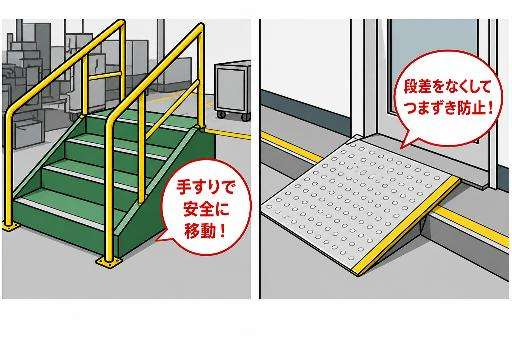 手すりで
安全に
移動！
段差をなくして
つまずき防止！